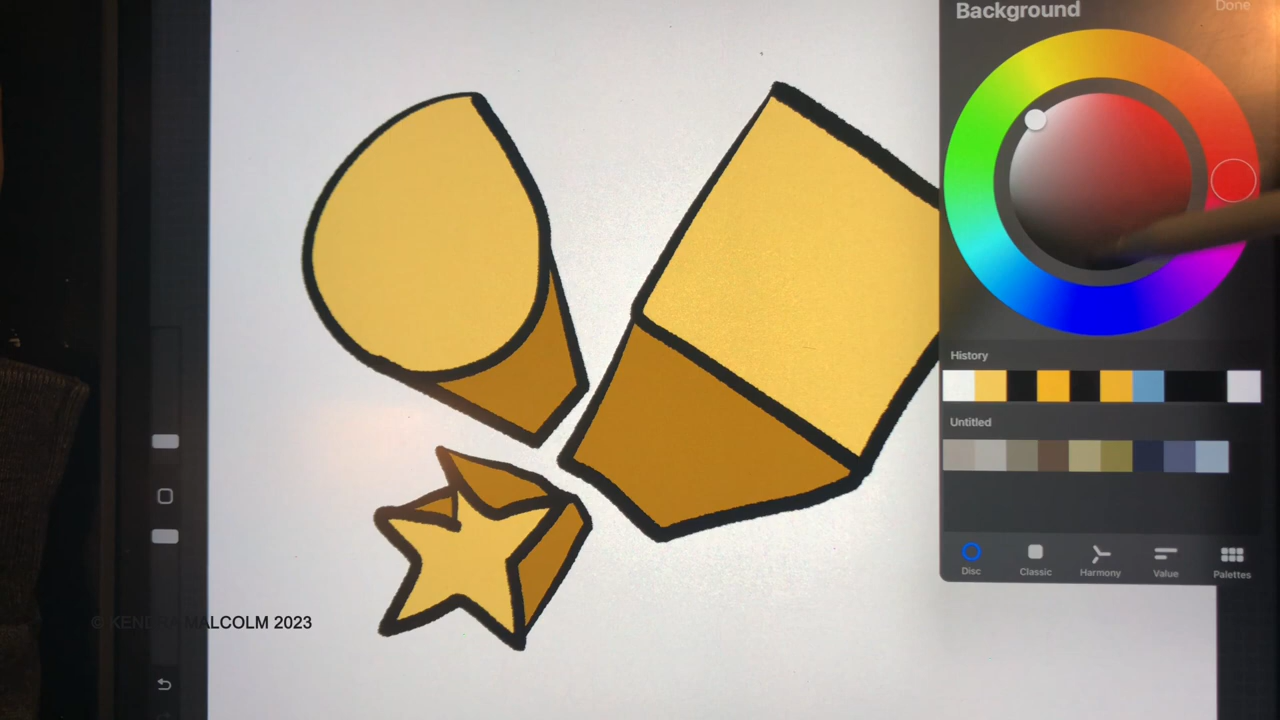 Background
Done
History
Untitled
Disc
Classic
Harmony
Value
Palettes
© KENDRA MALCOLM 2023